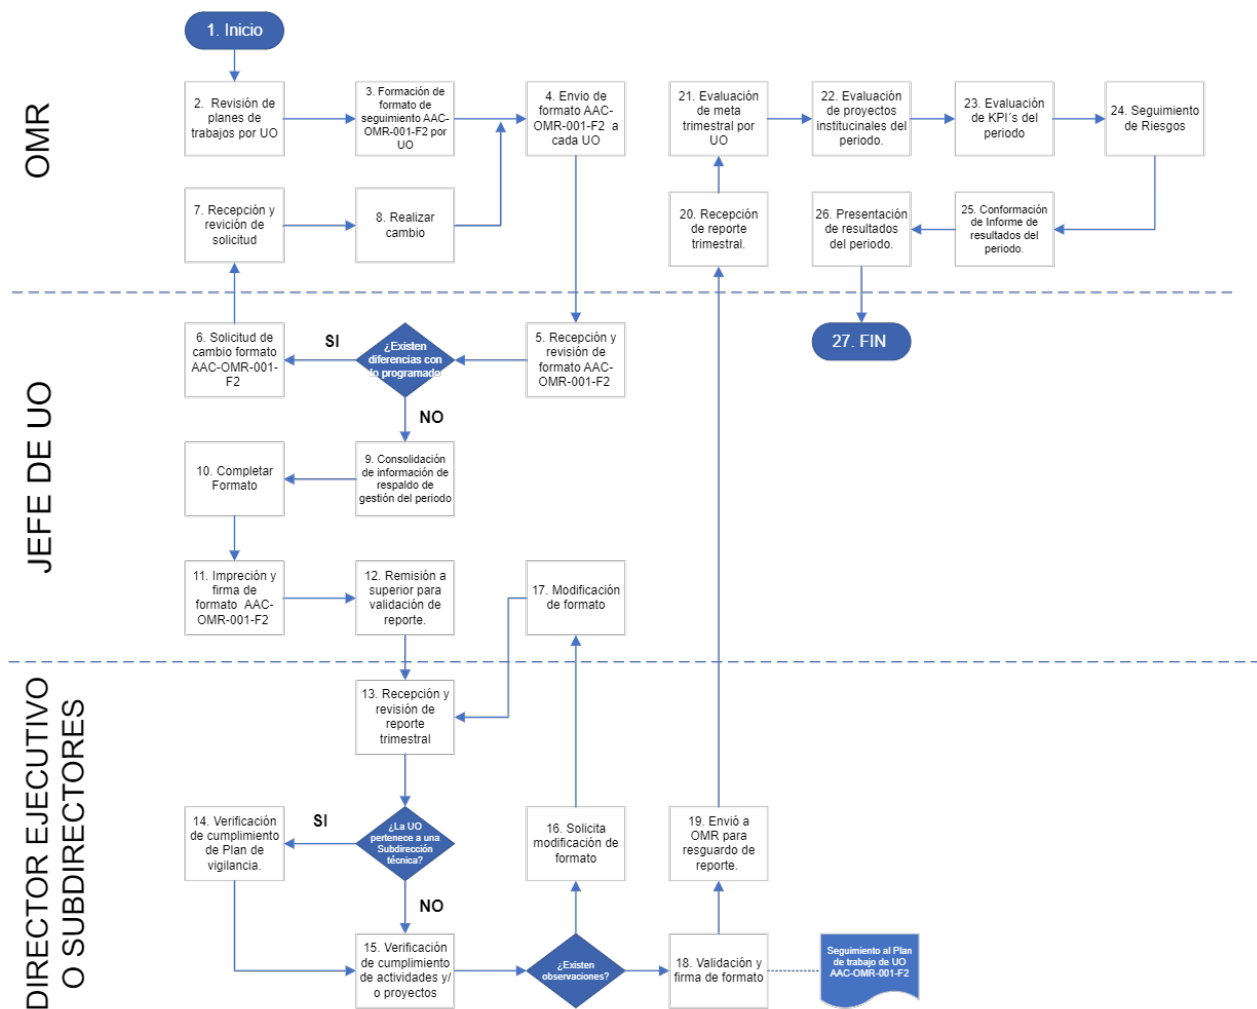 1. Inicio
OMR
2. Revisión de
planes de
trabajos por UO
3. Formación de
formato de
seguimiento AAC-
OMR-001-F2 por
UO
4. Envio de
formato AAC-
OMR-001-F2 a
cada UO
21. Evaluación de
meta
trimestral por
UO
22. Evaluación
de proyectos
institucinales del
periodo.
23. Evaluación
de KPI´s del
periodo
24. Seguimiento
de Riesgos
7. Recepción y
revición de
solicitud
8. Realizar
cambio
20. Recepción
de reporte
trimestral.
26. Presentación
de resultados
del periodo.
25. Conformación
de Informe de
resultados del
periodo.
JEFE DE UO
6. Solicitud de
cambio formato
AAC-OMR-001-
F2
SI
¿Existen
diferencias con
lo programado
5. Recepción y
revisión de
formato AAC-
OMR-001-F2
27. FIN
NO
10. Completar
Formato
9. Consolidación
de información de
respaldo de
gestión del periodo
11. Impreción y
firma de
formato AAC-
OMR-001-F2
12. Remisión a
superior para
validación de
reporte.
17. Modificación
de formato
DIRECTOR EJECUTIVO
O SUBDIRECTORES
13. Recepción y
revisión de
reporte
trimestral
14. Verificación
de cumplimiento
de Plan de
vigilancia.
SI
¿La UO
pertenece a una
Subdirección
técnica?
16. Solicita
modificación de
formato
19. Envió a
OMR para
resguardo de
reporte.
NO
15. Verificación
de cumplimiento
de actividades y/
o proyectos
¿Existen
observaciones?
18. Validación y
firma de formato
Seguimiento al Plan
de trabajo de UO
AAC-OMR-001-F2